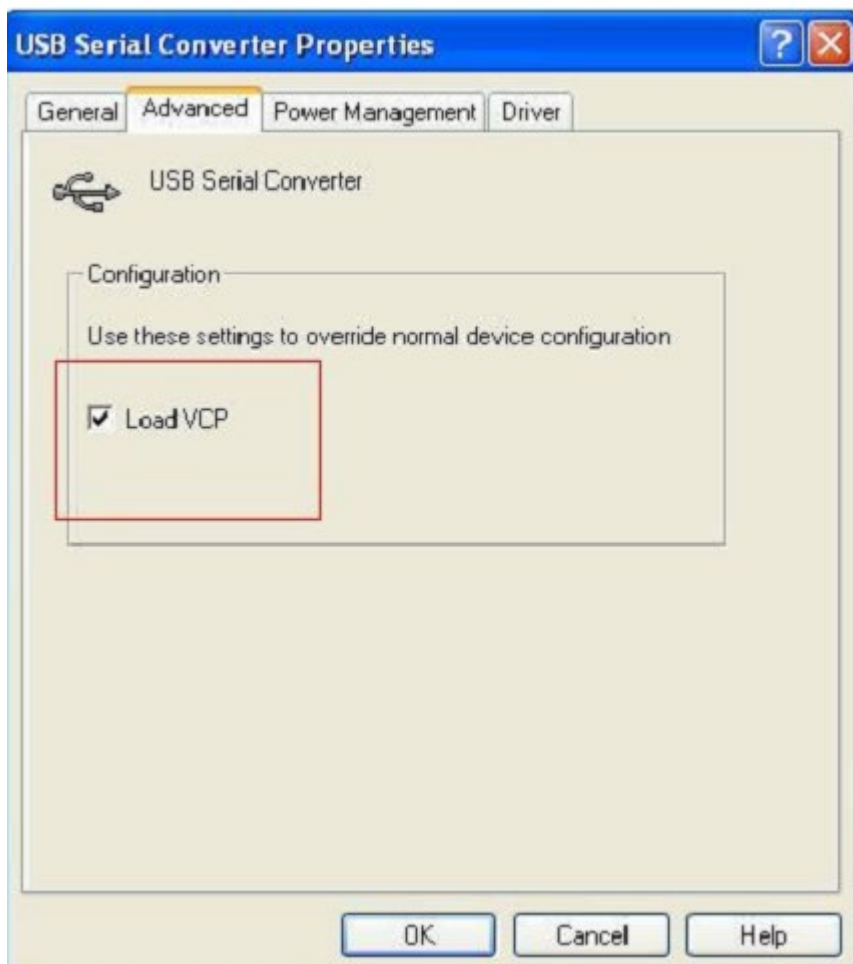 USB Serial Converter Properties
General Advanced Power Management Driver
USB Serial Converter
Configuration
Use these settings to override normal device configuration
Load VCP
OK Cancel Help